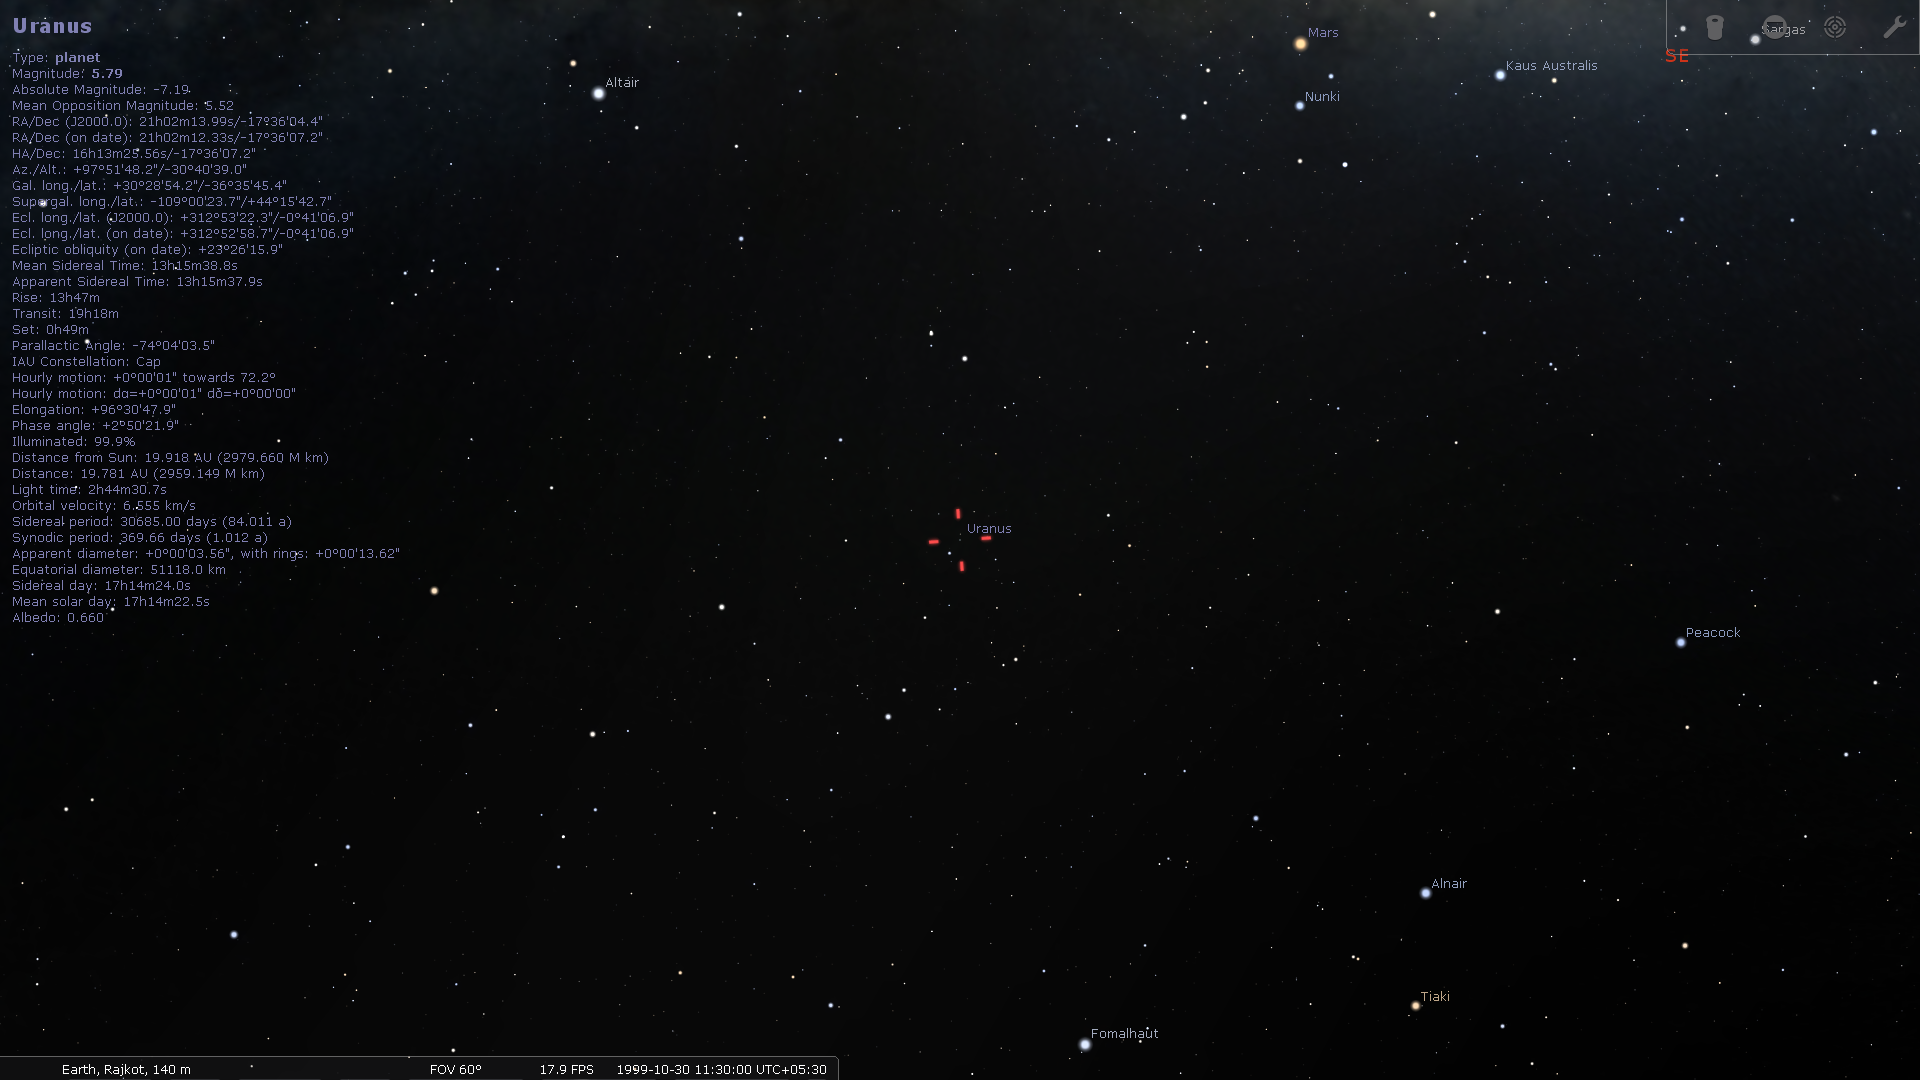 Uranus
Type: planet
Magnitude: 5.79
Absolute Magnitude: -7.19
Mean Opposition Magnitude: 5.52
RA/Dec (J2000.0): 21h02m13.99s/-17°36'04.4"
RA/Dec (on date): 21h02m12.33s/-17°36'07.2"
HA/Dec: 16h13m25.56s/-17°36'07.2"
Az./Alt.: +97°51'48.2"/-30°40'39.0"
Gal. long./lat.: +30°28'54.2"/-36°35'45.4"
Supergal. long./lat.: -109°00'23.7"/+44°15'42.7"
Ecl. long./lat. (J2000.0): +312°53'22.3"/-0°41'06.9"
Ecl. long./lat. (on date): +312°52'58.7"/-0°41'06.9"
Ecliptic obliquity (on date): +23°26'15.9"
Mean Sidereal Time: 13h15m38.8s
Apparent Sidereal Time: 13h15m37.9s
Rise: 13h47m
Transit: 19h18m
Set: 0h49m
Parallactic Angle: -74°04'03.5"
IAU Constellation: Cap
Hourly motion: +0°00'01" towards 72.2°
Hourly motion: dα=+0°00'01" dδ=+0°00'00"
Elongation: +96°30'47.9"
Phase angle: +2°50'21.9"
Illuminated: 99.9%
Distance from Sun: 19.918 AU (2979.660 M km)
Distance: 19.781 AU (2959.149 M km)
Light time: 2h44m30.7s
Orbital velocity: 6.555 km/s
Sidereal period: 30685.00 days (84.011 a)
Synodic period: 369.66 days (1.012 a)
Apparent diameter: +0°00'03.56", with rings: +0°00'13.62"
Equatorial diameter: 51118.0 km
Sidereal day: 17h14m24.0s
Mean solar day: 17h14m22.5s
Albedo: 0.660
Mars
Sargas
SE
Kaus Australis
Altair
Nunki
Uranus
Peacock
Alnair
Tiaki
Fomalhaut
Earth, Rajkot, 140 m
FOV 60°
17.9 FPS
1999-10-30 11:30:00 UTC+05:30